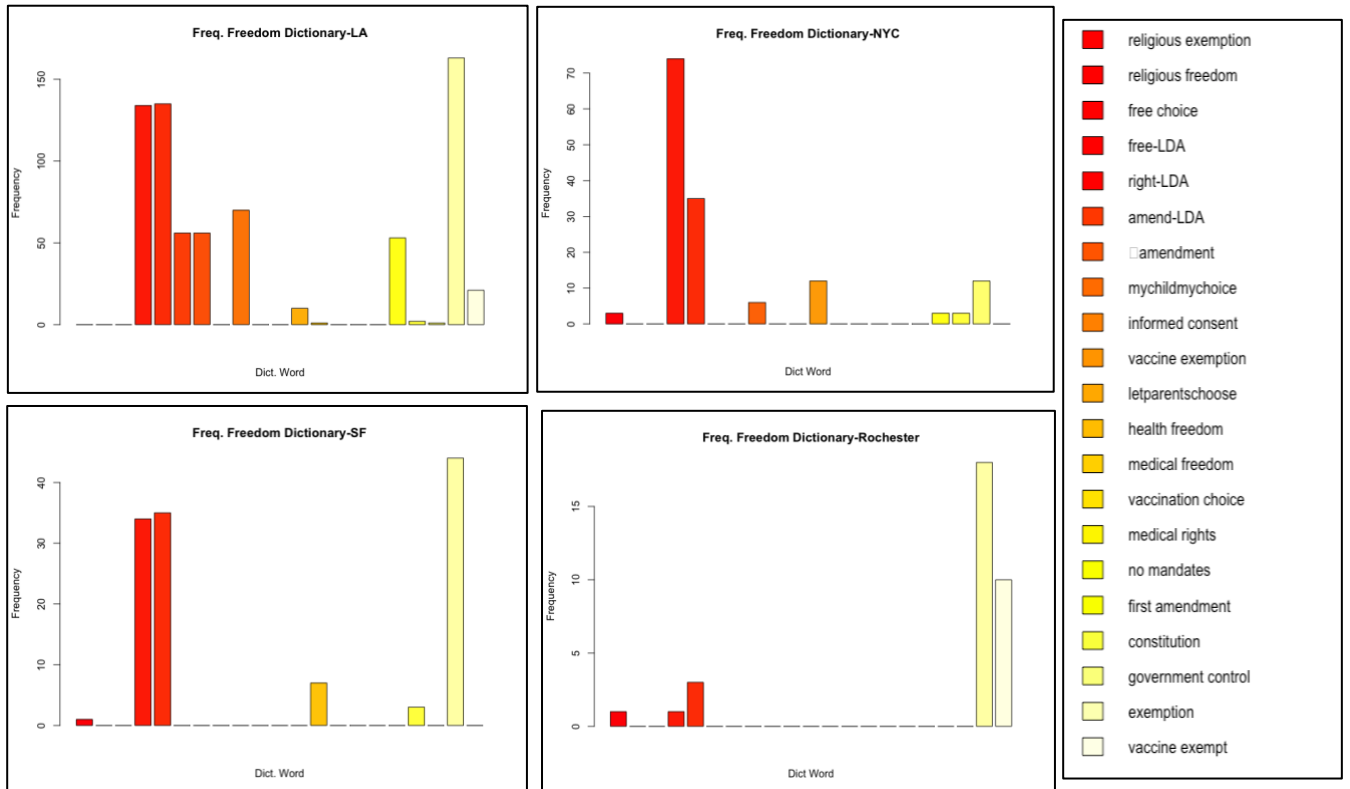 Freq. Freedom Dictionary-LA
Frequency
0
50
100
150
Dict. Word
Freq. Freedom Dictionary-NYC
Frequency
0
10
20
30
40
50
60
70
Dict Word
Freq. Freedom Dictionary-SF
Frequency
0
10
20
30
40
Dict. Word
Freq. Freedom Dictionary-Rochester
Frequency
0
5
10
15
Dict Word
religious exemption
religious freedom
free choice
free-LDA
right-LDA
amend-LDA
amendment
mychildmychoice
informed consent
vaccine exemption
letparentschoose
health freedom
medical freedom
vaccination choice
medical rights
no mandates
first amendment
constitution
government control
exemption
vaccine exempt